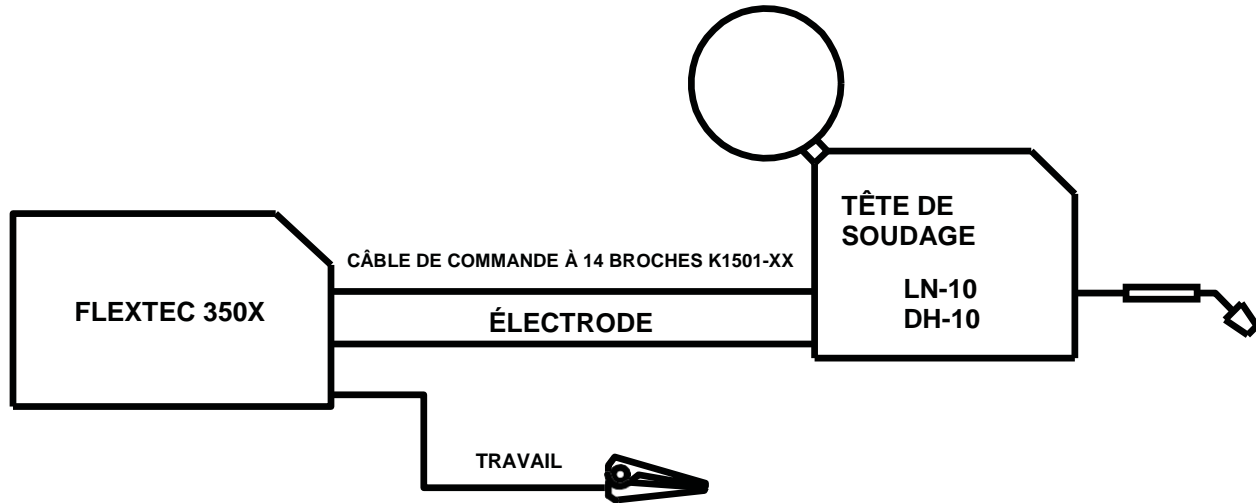 TÊTE DE
SOUDAGE
CÂBLE DE COMMANDE À 14 BROCHES K1501-XX
LN-10
DH-10
FLEXTEC 350X
ÉLECTRODE
TRAVAIL